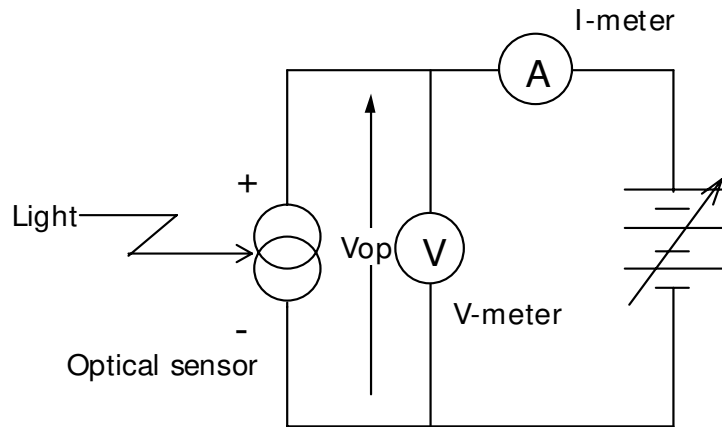 I-meter
A
+
Light
Vop
V
-
V-meter
Optical sensor